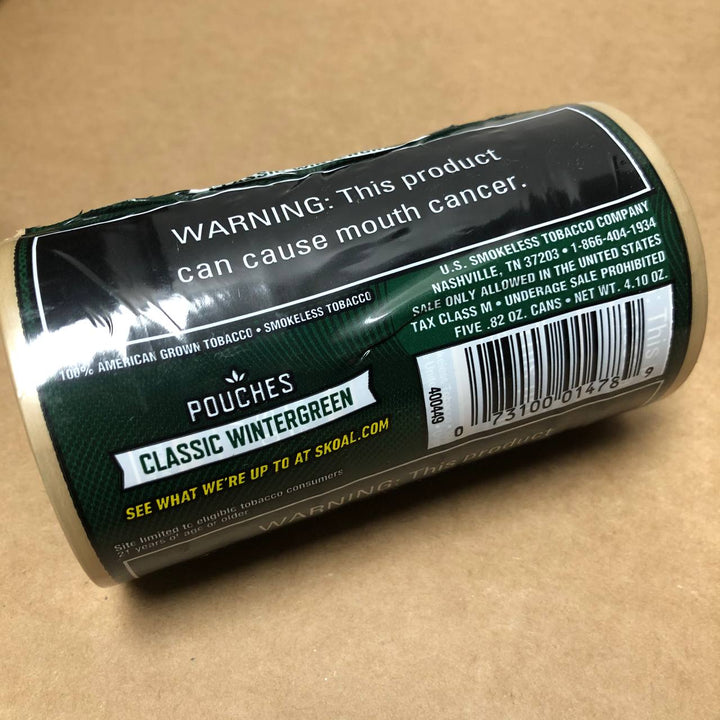 WARNING: This product
can cause mouth cancer.
100% AMERICAN GROWN TOBACCO • SMOKELESS TOBACCO
U.S. SMOKELESS TOBACCO COMPANY
NASHVILLE, TN 37203 • 1-866-404-1934
SALE ONLY ALLOWED IN THE UNITED STATES
TAX CLASS M • UNDERAGE SALE PROHIBITED
FIVE .82 OZ. CANS • NET WT. 4.10 OZ.
POUCHES
CLASSIC WINTERGREEN
SEE WHAT WE'RE UP TO AT SKOAL.COM
Site limited to eligible tobacco consumers
21 years of age or older
400449
0 73100 01478 9
This
WARNING: This product